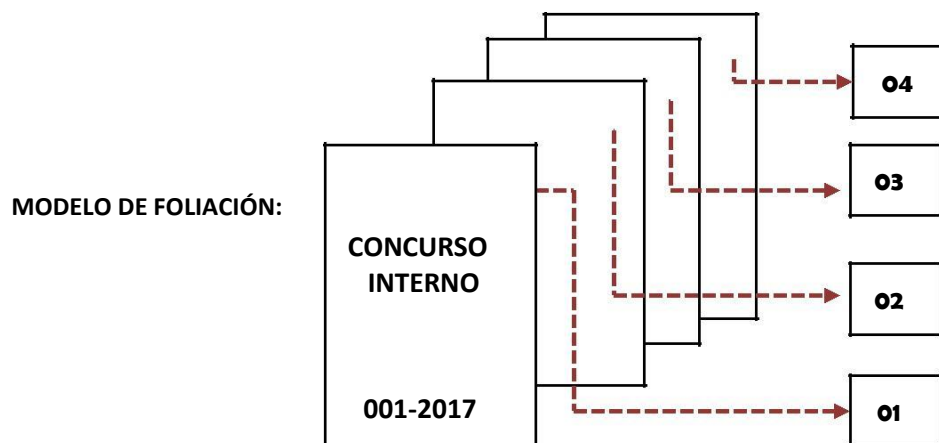 MODELO DE FOLIACIÓN:
CONCURSO
INTERNO
001-2017
04
03
02
01